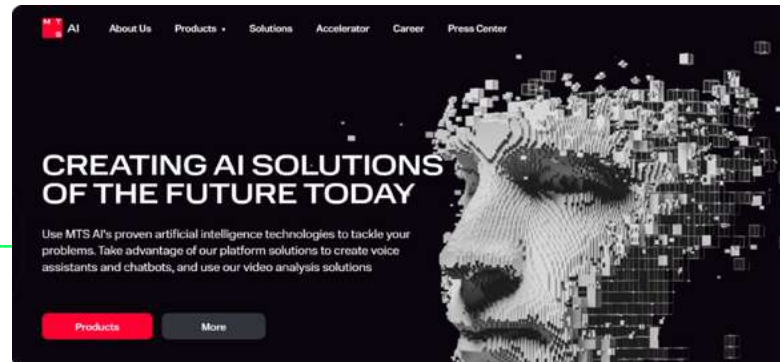 MTS AI About Us Products Solutions Accelerator Career Press Center
CREATING AI SOLUTIONS
OF THE FUTURE TODAY
Use MTS AI's proven artificial intelligence technologies to tackle your
problems. Take advantage of our platform solutions to create voice
assistants and chatbots, and use our video analysis solutions
Products More